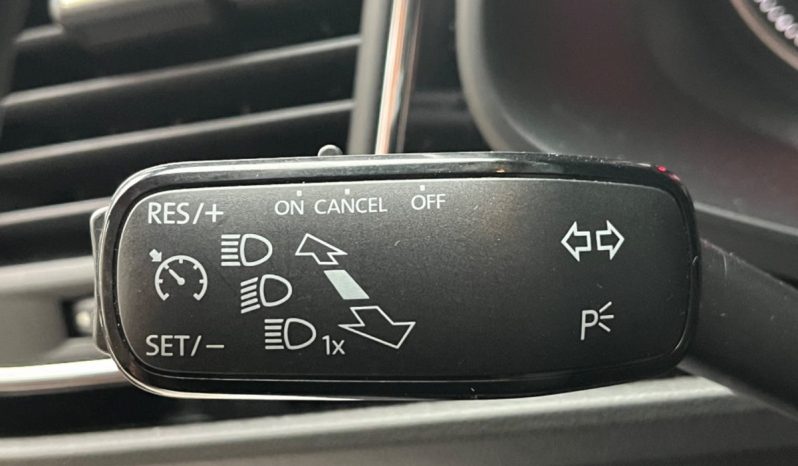 RES/+ ON CANCEL OFF
1x
SET/−
P